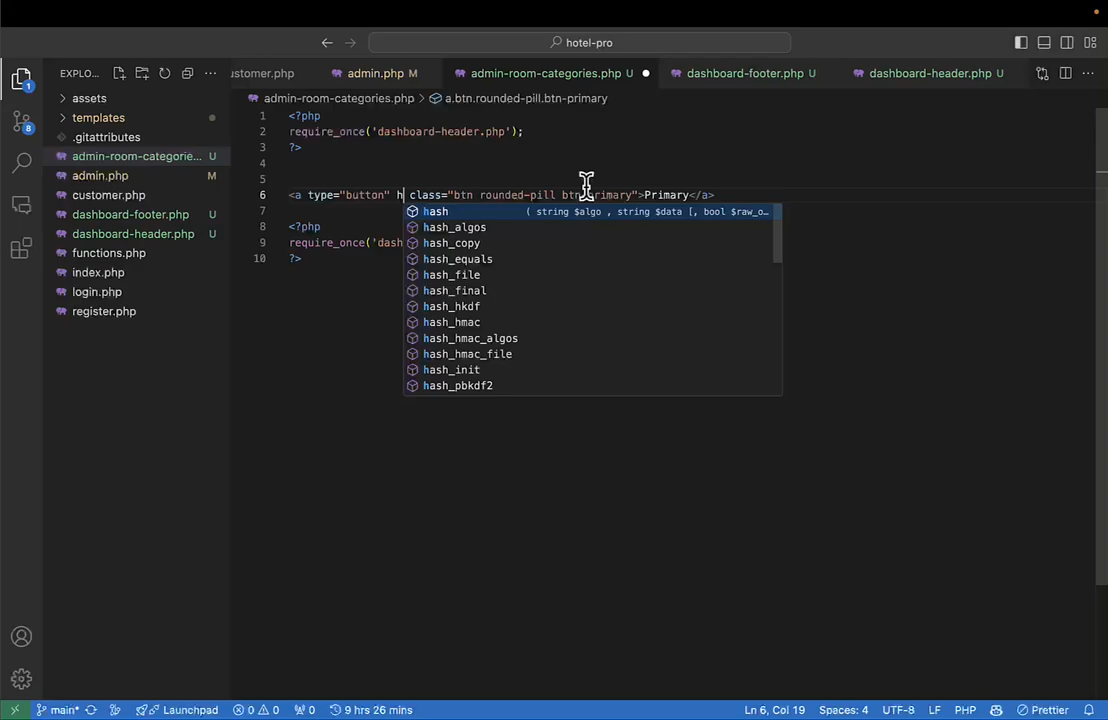 hotel-pro
EXPLO...
ustomer.php
admin.php M
admin-room-categories.php U
dashboard-footer.php U
dashboard-header.php U
assets
templates
.gitattributes
admin-room-categorie... U
admin.php M
customer.php
dashboard-footer.php U
dashboard-header.php U
functions.php
index.php
login.php
register.php
admin-room-categories.php > a.btn.rounded-pill.btn-primary
1 <?php
2 require_once('dashboard-header.php');
3 ?>
4
5
6 <a type="button" h class="btn rounded-pill btn-primary">Primary</a>
7
8 <?php
9 require_once('dash
10 ?>
hash ( string $algo , string $data [, bool $raw_o...
hash_algos
hash_copy
hash_equals
hash_file
hash_final
hash_hkdf
hash_hmac
hash_hmac_algos
hash_hmac_file
hash_init
hash_pbkdf2
1
8
main* Launchpad 0 0 0 9 hrs 26 mins Ln 6, Col 19 Spaces: 4 UTF-8 LF PHP Prettier